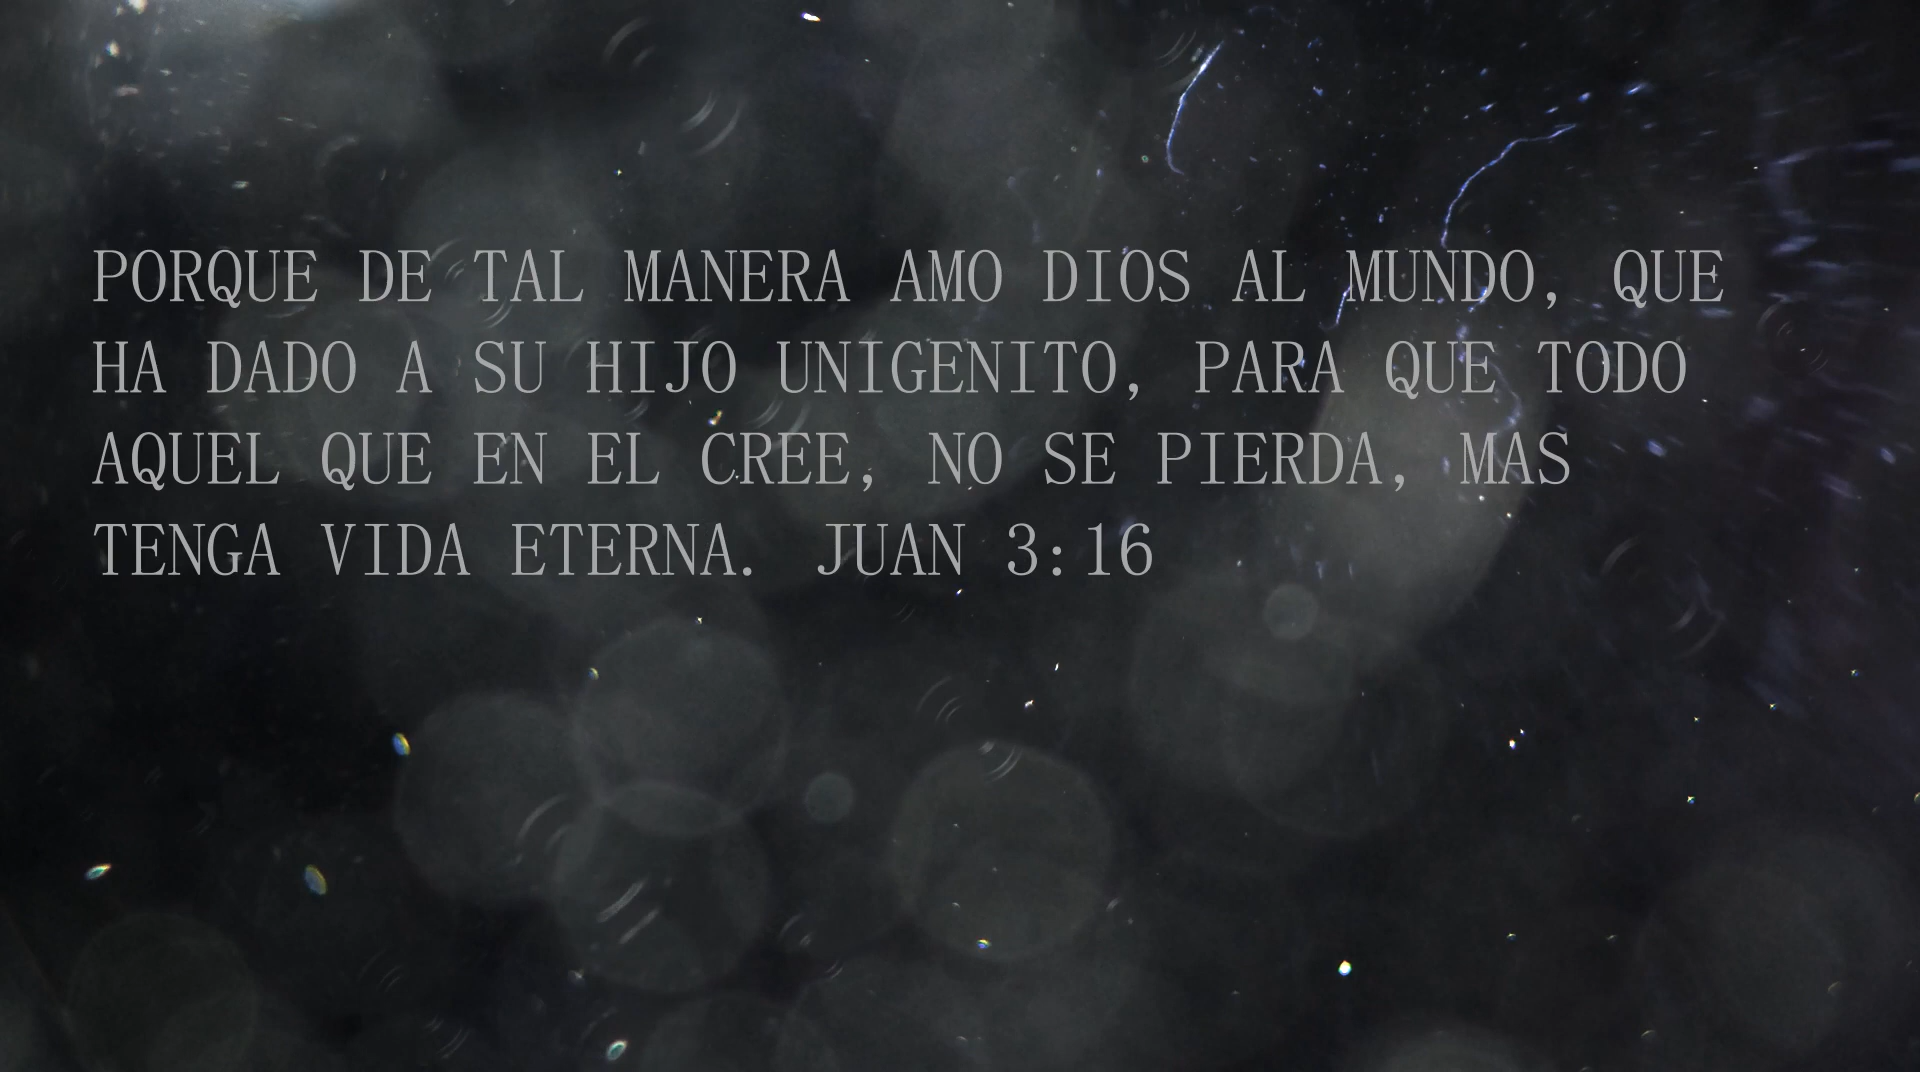 PORQUE DE TAL MANERA AMO DIOS AL MUNDO, QUE
HA DADO A SU HIJO UNIGENITO, PARA QUE TODO
AQUEL QUE EN EL CREE, NO SE PIERDA, MAS
TENGA VIDA ETERNA. JUAN 3:16